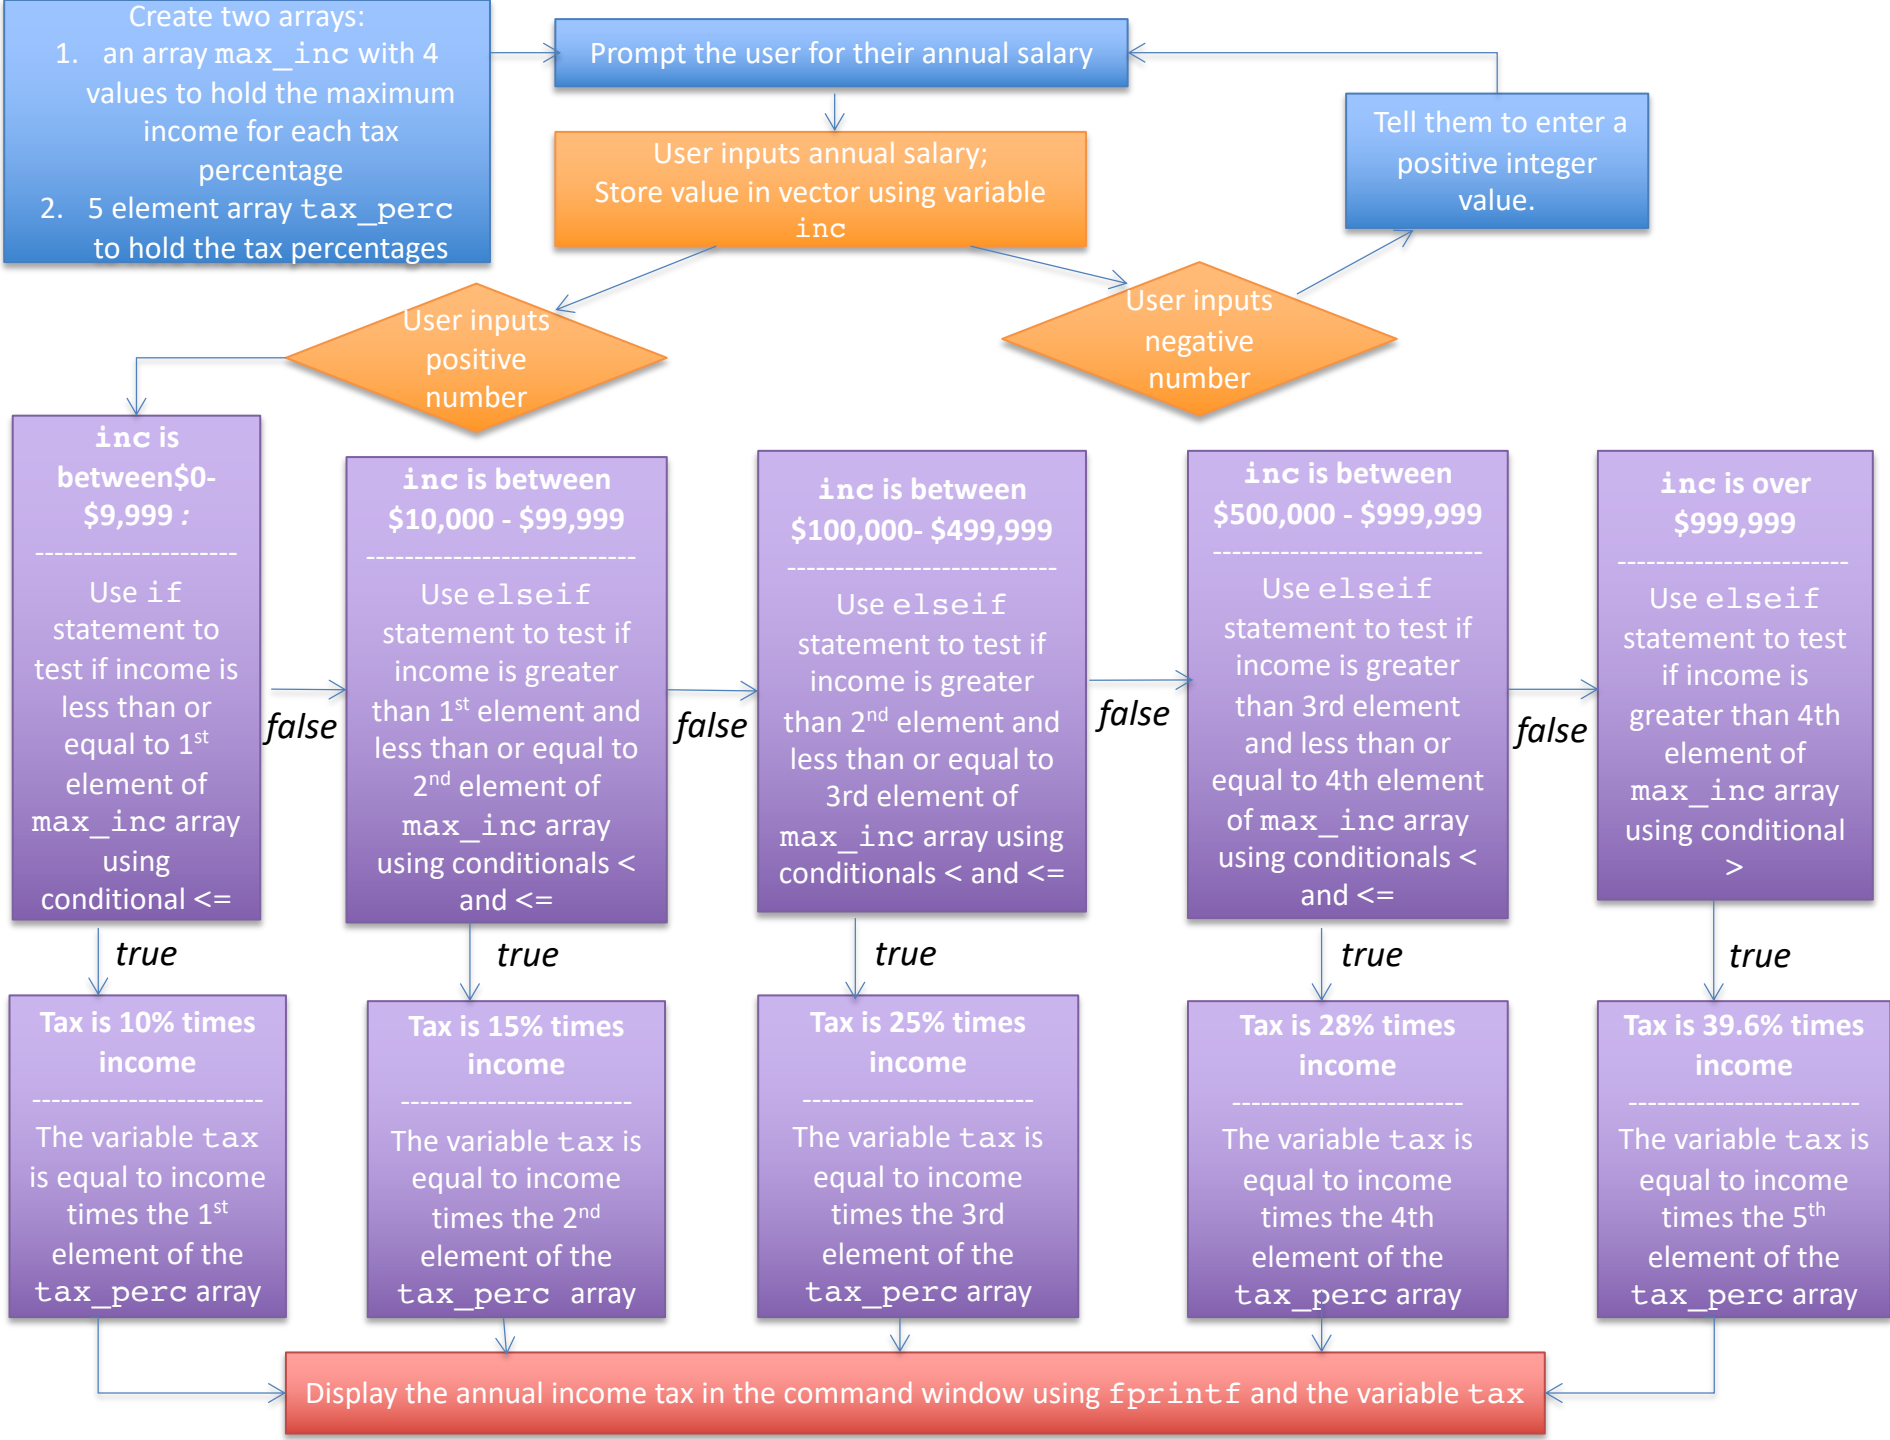 Create two arrays:
1. an array max_inc with 4
values to hold the maximum
income for each tax
percentage
2. 5 element array tax_perc
to hold the tax percentages
Prompt the user for their annual salary
User inputs annual salary;
Store value in vector using variable
inc
Tell them to enter a
positive integer
value.
User inputs
positive
number
User inputs
negative
number
inc is
between$0-
$9,999 :
---------------------
Use if
statement to
test if income is
less than or
equal to 1st
element of
max_inc array
using
conditional <=
false
inc is between
$10,000 - $99,999
----------------------------
Use elseif
statement to test if
income is greater
than 1st element and
less than or equal to
2nd element of
max_inc array
using conditionals <
and <=
false
inc is between
$100,000- $499,999
----------------------------
Use elseif
statement to test if
income is greater
than 2nd element and
less than or equal to
3rd element of
max_inc array using
conditionals < and <=
false
inc is between
$500,000 - $999,999
----------------------------
Use elseif
statement to test if
income is greater
than 3rd element
and less than or
equal to 4th element
of max_inc array
using conditionals <
and <=
false
inc is over
$999,999
------------------------
Use elseif
statement to test
if income is
greater than 4th
element of
max_inc array
using conditional
>
true
true
true
true
true
Tax is 10% times
income
------------------------
The variable tax
is equal to income
times the 1st
element of the
tax_perc array
Tax is 15% times
income
------------------------
The variable tax is
equal to income
times the 2nd
element of the
tax_perc array
Tax is 25% times
income
------------------------
The variable tax is
equal to income
times the 3rd
element of the
tax_perc array
Tax is 28% times
income
------------------------
The variable tax is
equal to income
times the 4th
element of the
tax_perc array
Tax is 39.6% times
income
------------------------
The variable tax is
equal to income
times the 5th
element of the
tax_perc array
Display the annual income tax in the command window using fprintf and the variable tax